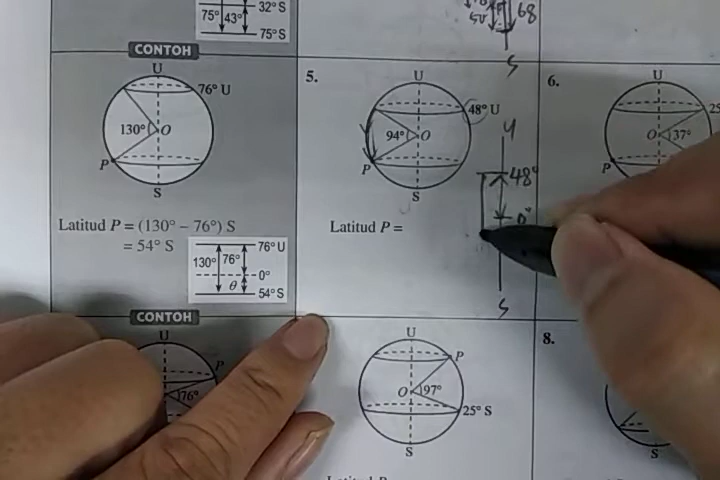 32° S
75° 43°
75° S
68
S
CONTOH
U
76° U
130° O
P
S
Latitud P = (130° – 76°) S
= 54° S
76° U
130° 76°
0°
θ
54° S
5.
U
48° U
94° O
P
S
Latitud P =
U
48°
0°
S
6.
U
25
O 37°
P
CONTOH
U
P
76°
U
P
O 97°
25° S
S
8.
S